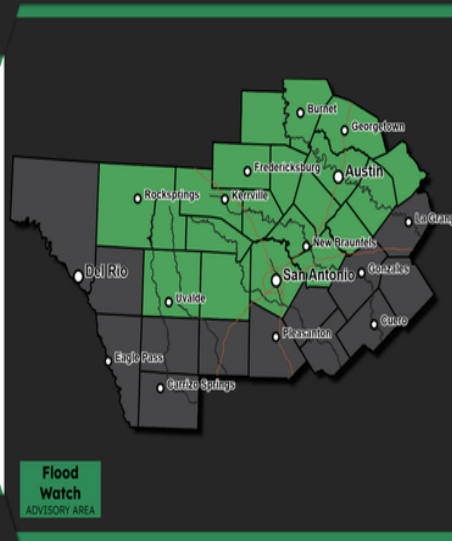 Burnet
Georgetown
Fredericksburg
Austin
Rocksprings
Kerrville
La Grang
New Braunfels
Del Rio
San Antonio
Gonzales
Uvalde
Cuero
Pleasanton
Eagle Pass
Carrizo Springs
Flood
Watch
ADVISORY AREA